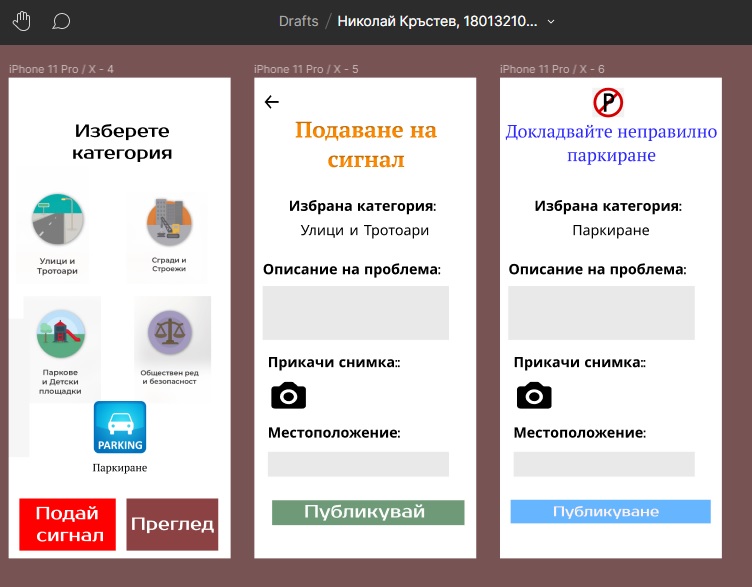 Drafts / Николай Кръстев, 18013210...
iPhone 11 Pro / X - 4
Изберете
категория
Улици и
Тротоари
Сгради и
Строежи
Паркове
и Детски
площадки
Обществен ред
и безопасност
PARKING
Паркиране
Подай
сигнал
Преглед
iPhone 11 Pro / X - 5
Подаване на
сигнал
Избрана категория:
Улици и Тротоари
Описание на проблема:
Прикачи снимка::
Местоположение:
Публикувай
iPhone 11 Pro / X - 6
P
Докладвайте неправилно
паркиране
Избрана категория:
Паркиране
Описание на проблема:
Прикачи снимка::
Местоположение:
Публикуване